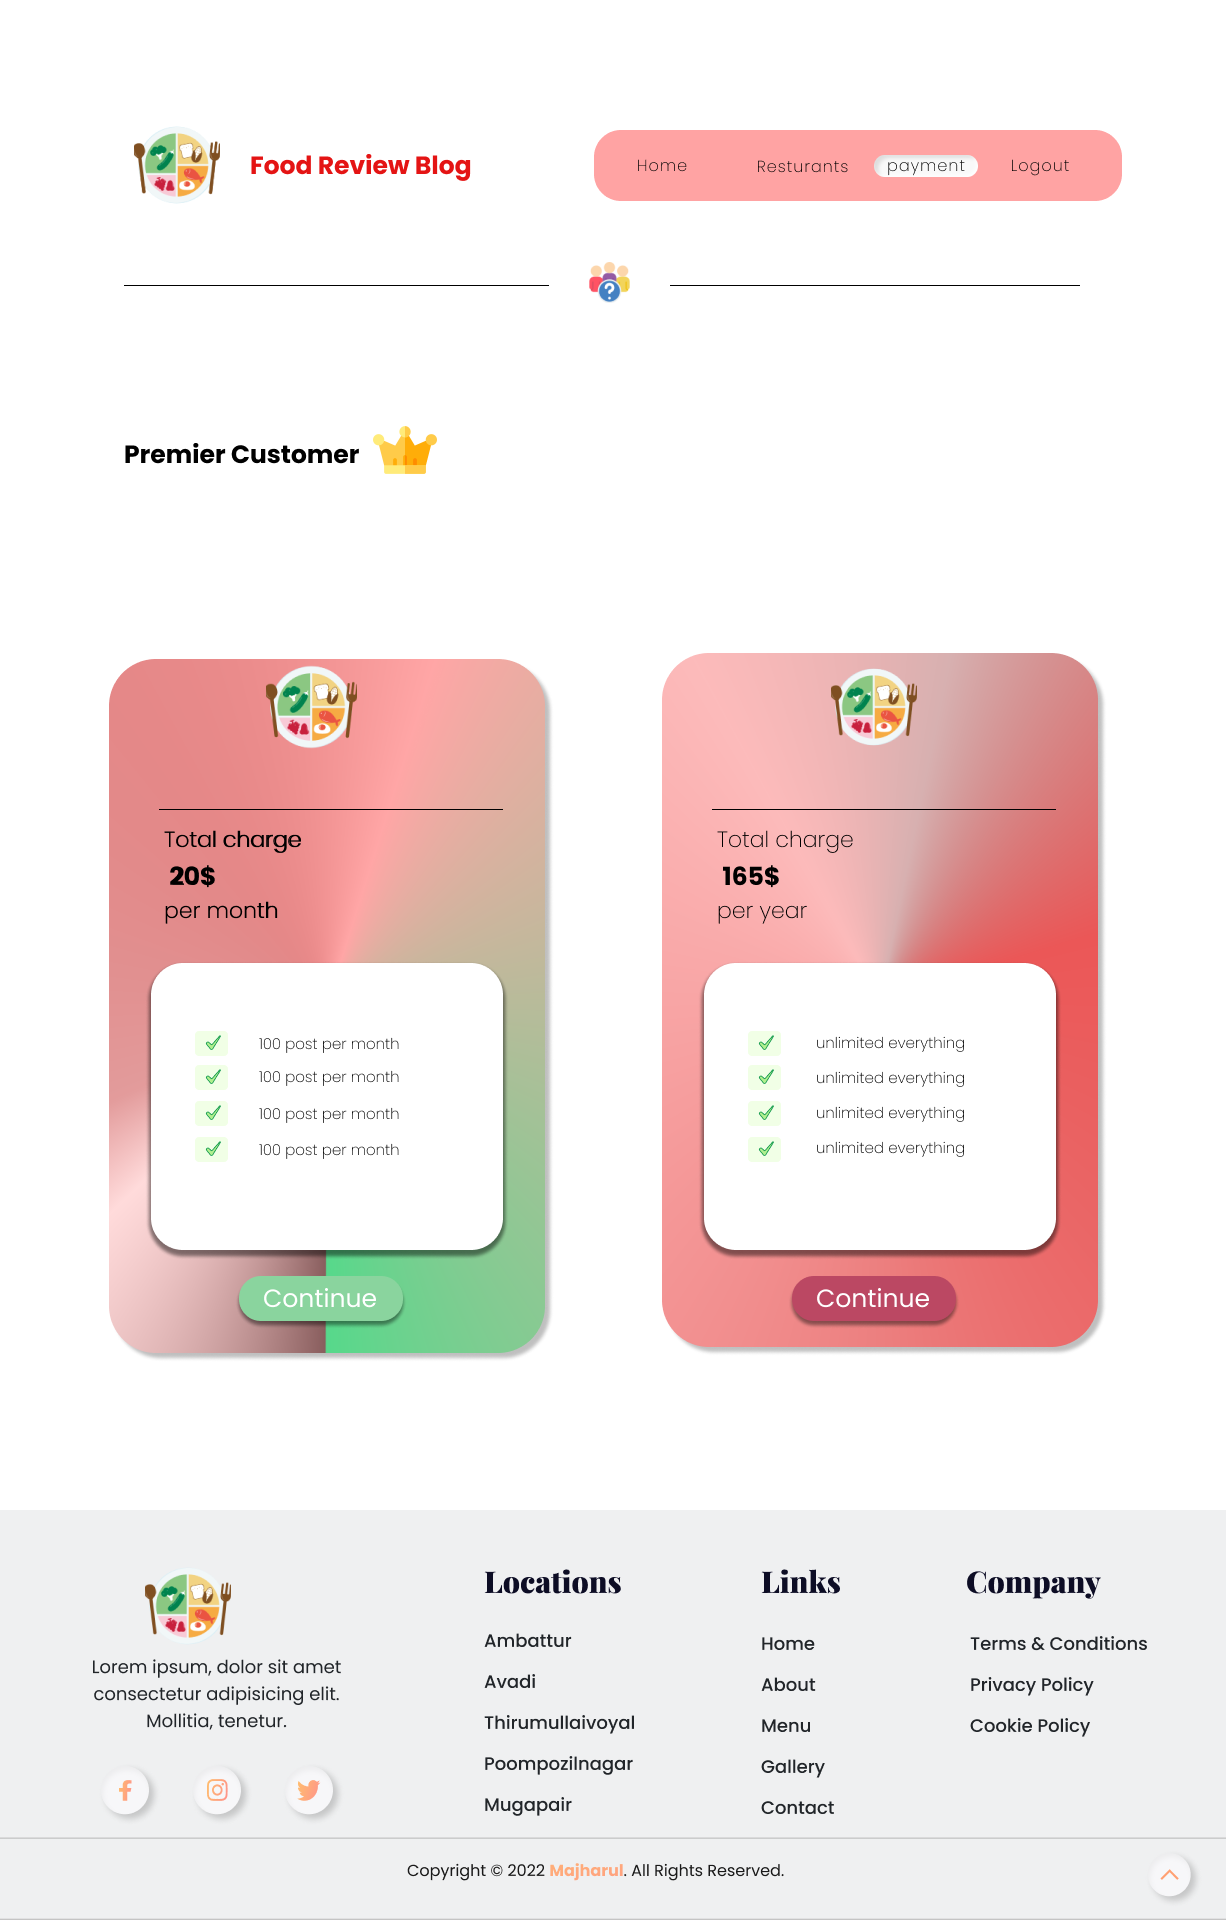 Food Review Blog
Home
Resturants
payment
Logout
Premier Customer
Total charge
20$
per month
100 post per month
100 post per month
100 post per month
100 post per month
Continue
Total charge
165$
per year
unlimited everything
unlimited everything
unlimited everything
unlimited everything
Continue
Lorem ipsum, dolor sit amet
consectetur adipisicing elit.
Mollitia, tenetur.
Locations
Ambattur
Avadi
Thirumullaivoyal
Poompozilnagar
Mugapair
Links
Home
About
Menu
Gallery
Contact
Company
Terms & Conditions
Privacy Policy
Cookie Policy
Copyright © 2022 Majharul. All Rights Reserved.